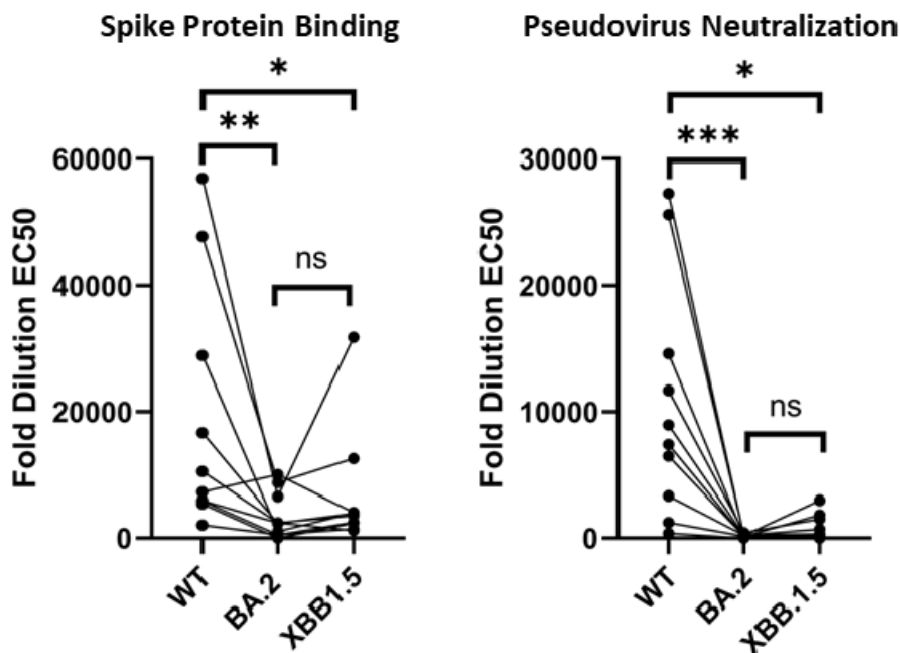 Spike Protein Binding
*
**
ns
Fold Dilution EC50
60000
40000
20000
0
WT
BA.2
XBB1.5
Pseudovirus Neutralization
*
***
ns
Fold Dilution EC50
30000
20000
10000
0
WT
BA.2
XBB.1.5